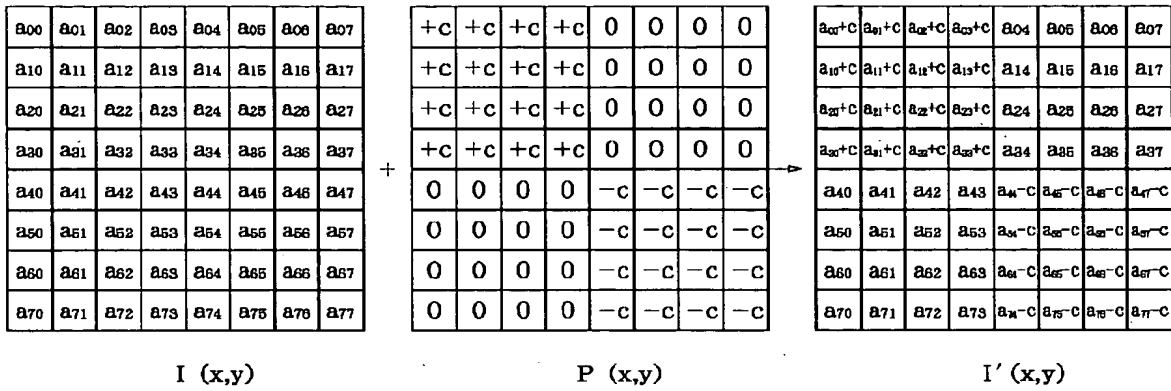 a00 a01 a02 a03 a04 a05 a06 a07 +c +c +c +c 0 0 0 0 a00+c a01+c a02+c a03+c a04 a05 a06 a07
a10 a11 a12 a13 a14 a15 a16 a17 +c +c +c +c 0 0 0 0 a10+c a11+c a12+c a13+c a14 a15 a16 a17
a20 a21 a22 a23 a24 a25 a26 a27 +c +c +c +c 0 0 0 0 a20+c a21+c a22+c a23+c a24 a25 a26 a27
a30 a31 a32 a33 a34 a35 a36 a37 +c +c +c +c 0 0 0 0 a30+c a31+c a32+c a33+c a34 a35 a36 a37
+
a40 a41 a42 a43 a44 a45 a46 a47 0 0 0 0 -c -c -c -c a40 a41 a42 a43 a44-c a45-c a46-c a47-c
a50 a51 a52 a53 a54 a55 a56 a57 0 0 0 0 -c -c -c -c a50 a51 a52 a53 a54-c a55-c a56-c a57-c
a60 a61 a62 a63 a64 a65 a66 a67 0 0 0 0 -c -c -c -c a60 a61 a62 a63 a64-c a65-c a66-c a67-c
a70 a71 a72 a73 a74 a75 a76 a77 0 0 0 0 -c -c -c -c a70 a71 a72 a73 a74-c a75-c a76-c a77-c
I (x,y) P (x,y) I′ (x,y)